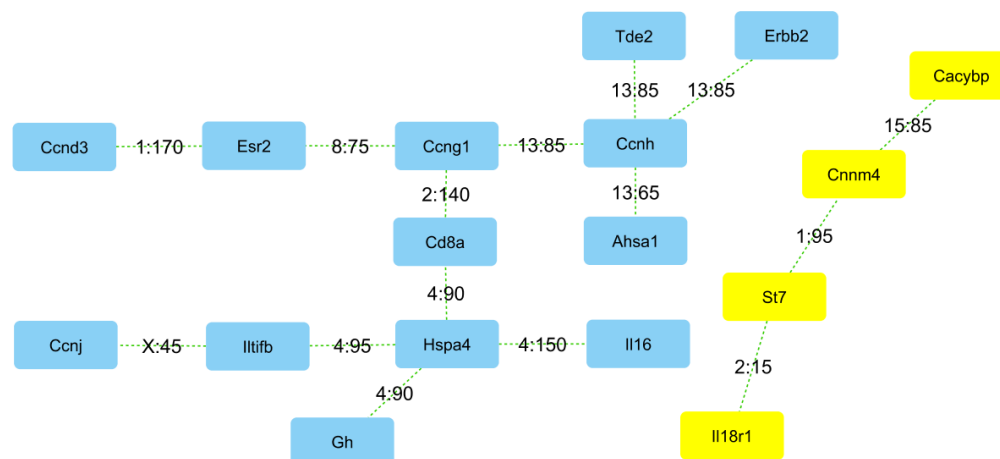 Tde2
Erbb2
Cacybp
13:85
13:85
15:85
Ccnd3
1:170
Esr2
8:75
Ccng1
13:85
Ccnh
Cnnm4
2:140
13:65
Cd8a
Ahsa1
1:95
4:90
St7
Ccnj
X:45
Iltifb
4:95
Hspa4
4:150
Il16
2:15
4:90
Gh
Il18r1